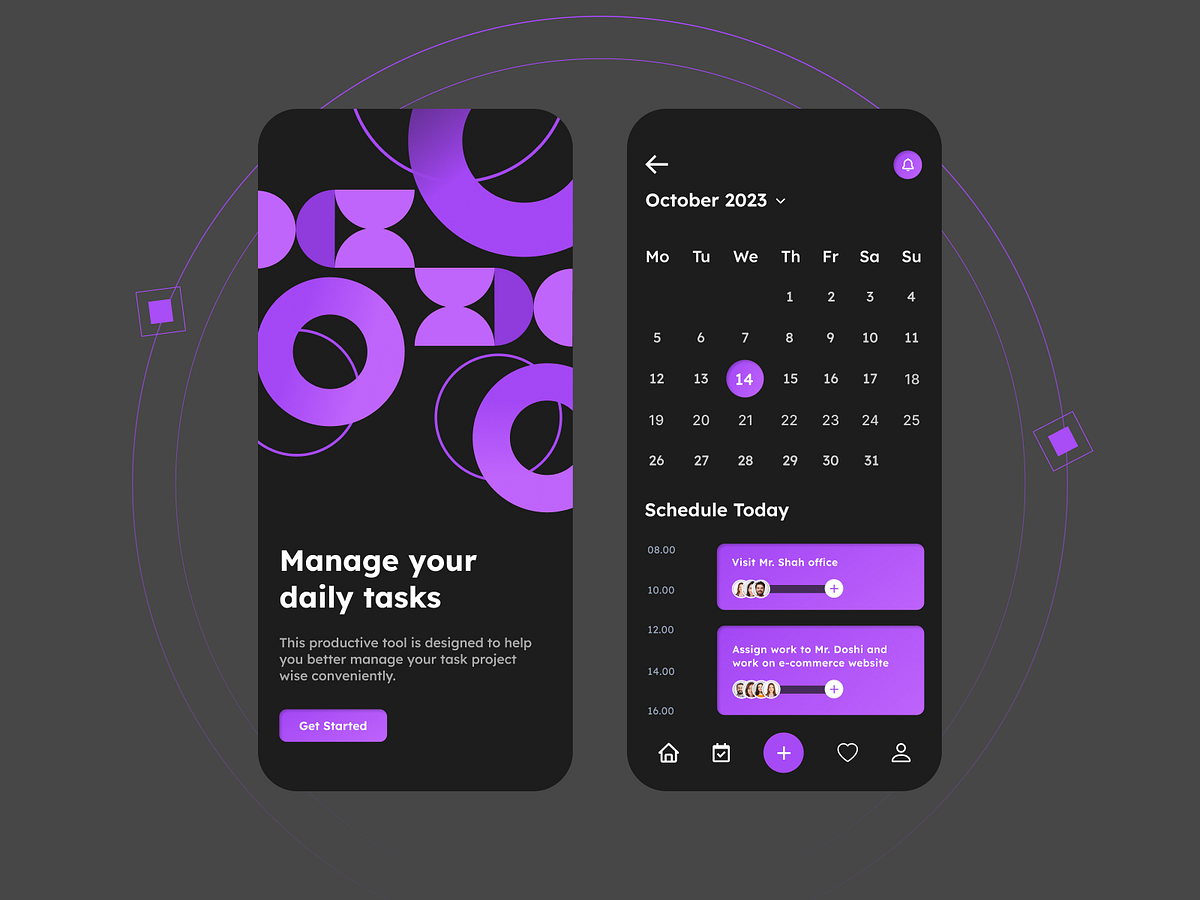 Manage your
daily tasks
This productive tool is designed to help
you better manage your task project
wise conveniently.
Get Started
October 2023
Mo Tu We Th Fr Sa Su
1 2 3 4
5 6 7 8 9 10 11
12 13 14 15 16 17 18
19 20 21 22 23 24 25
26 27 28 29 30 31
Schedule Today
08.00
Visit Mr. Shah office
10.00
12.00
Assign work to Mr. Doshi and
work on e-commerce website
14.00
16.00